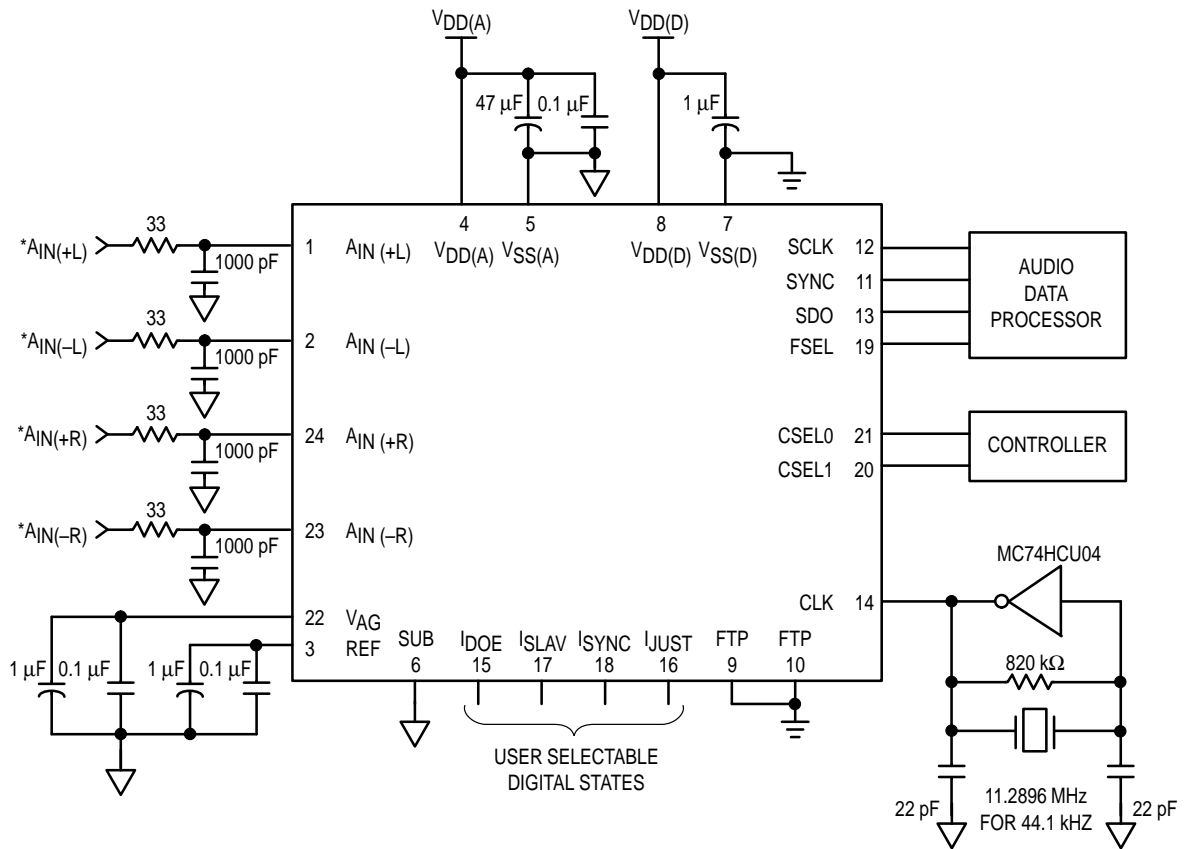 VDD(A)
VDD(D)
47 µF
0.1 µF
1 µF
4
5
8
7
VDD(A)
VSS(A)
VDD(D)
VSS(D)
*AIN(+L)
33
1000 pF
1
AIN (+L)
*AIN(–L)
33
1000 pF
2
AIN (–L)
*AIN(+R)
33
1000 pF
24
AIN (+R)
*AIN(–R)
33
1000 pF
23
AIN (–R)
SCLK 12
SYNC 11
SDO 13
FSEL 19
AUDIO
DATA
PROCESSOR
CSEL0 21
CSEL1 20
CONTROLLER
MC74HCU04
CLK 14
22 VAG
3 REF
1 µF
0.1 µF
1 µF
0.1 µF
SUB
6
IDOE
15
ISLAV
17
ISYNC
18
IJUST
16
FTP
9
FTP
10
USER SELECTABLE
DIGITAL STATES
820 kΩ
22 pF
11.2896 MHz
FOR 44.1 kHZ
22 pF